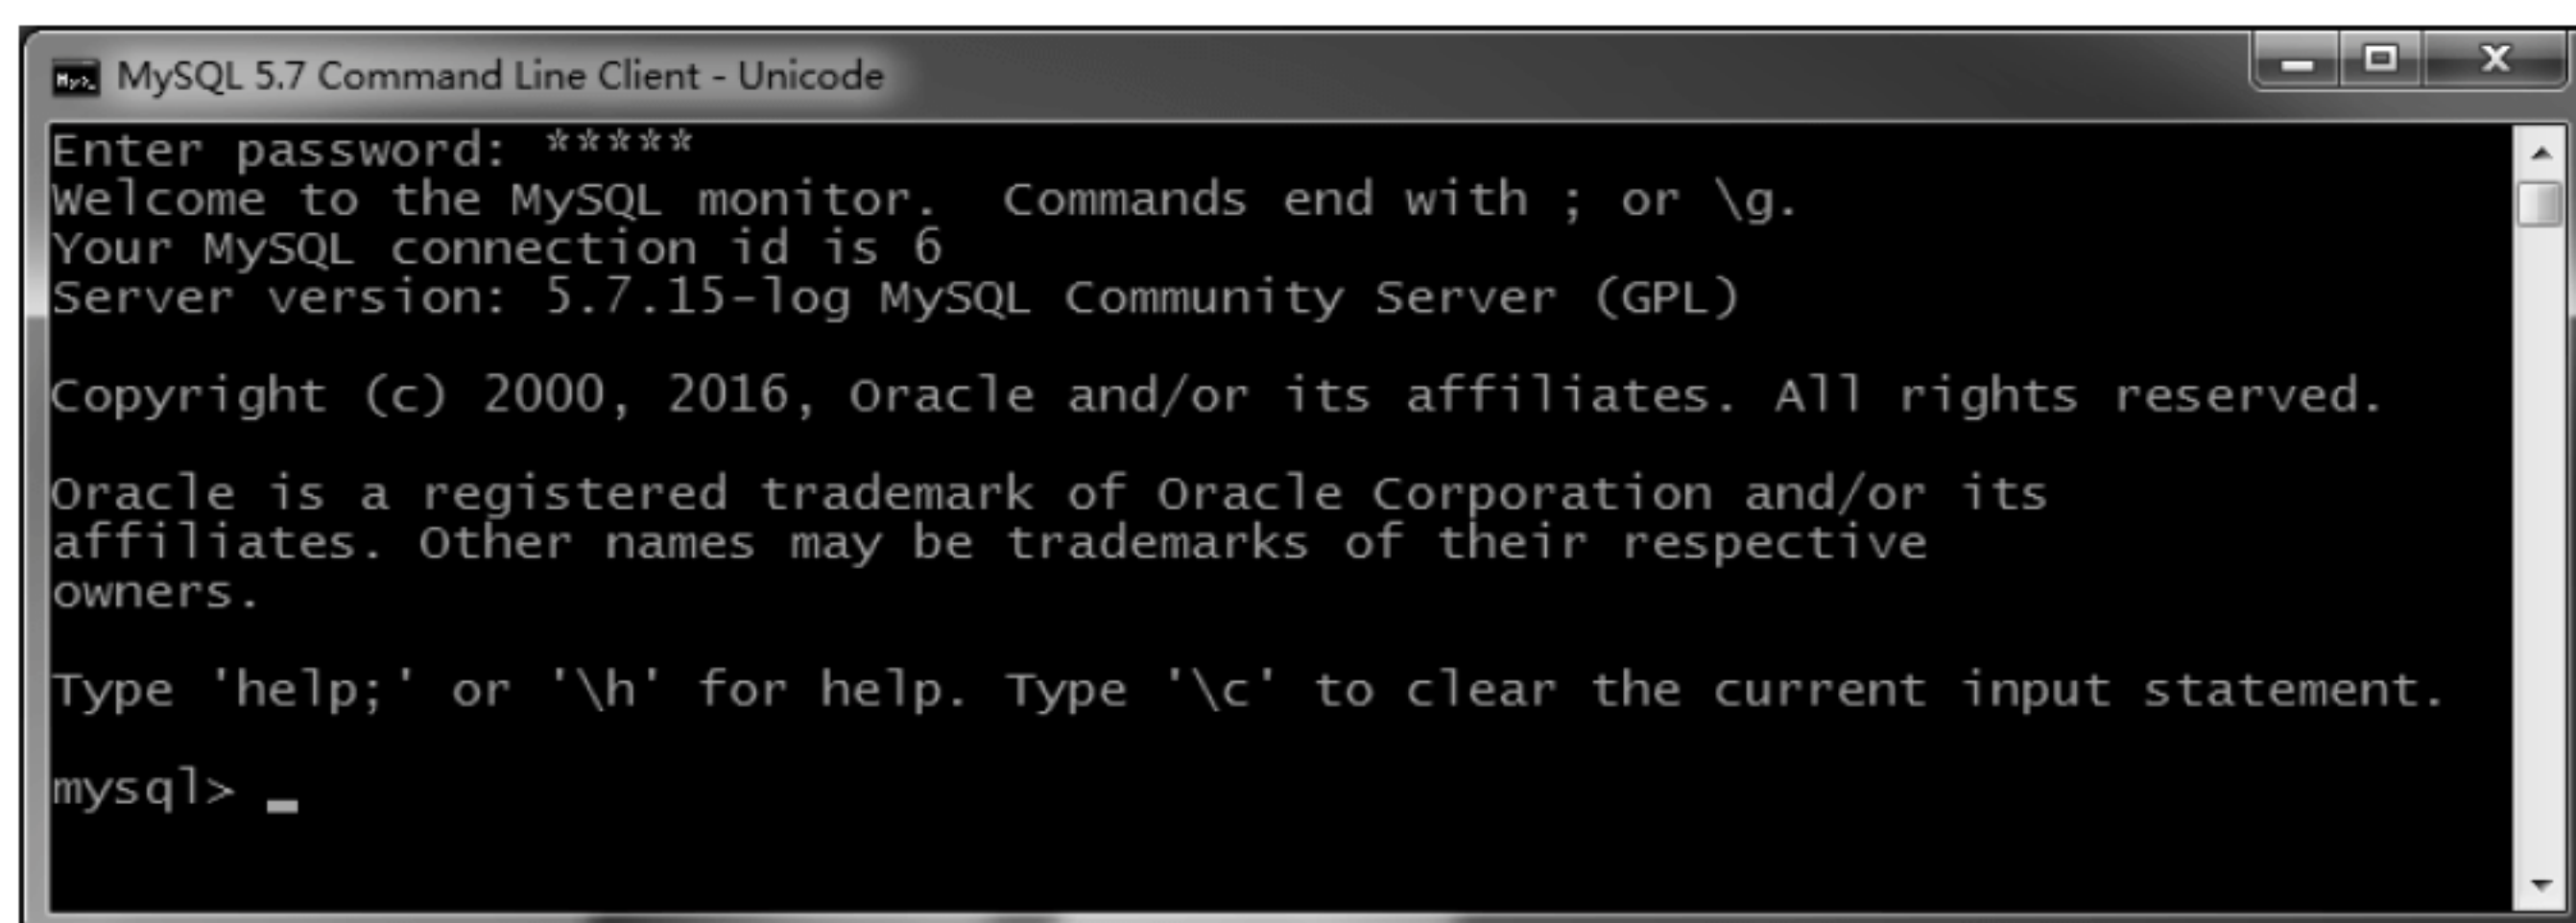 MySQL 5.7 Command Line Client - Unicode
Enter password: *****
Welcome to the MySQL monitor.  Commands end with ; or \g.
Your MySQL connection id is 6
Server version: 5.7.15-log MySQL Community Server (GPL)
Copyright (c) 2000, 2016, Oracle and/or its affiliates. All rights reserved.
Oracle is a registered trademark of Oracle Corporation and/or its
affiliates. Other names may be trademarks of their respective
owners.
Type 'help;' or '\h' for help. Type '\c' to clear the current input statement.
mysql> _